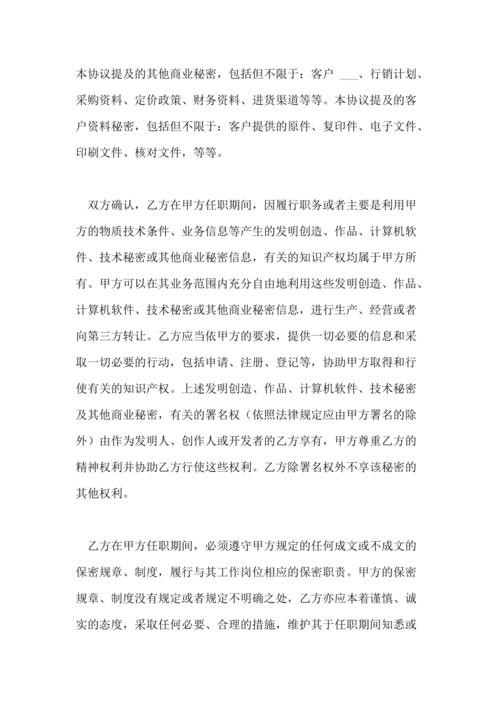 本协议提及的其他商业秘密，包括但不限于：客户 ___、行销计划、
采购资料、定价政策、财务资料、进货渠道等等。本协议提及的客
户资料秘密，包括但不限于：客户提供的原件、复印件、电子文件、
印刷文件、核对文件，等等。
双方确认，乙方在甲方任职期间，因履行职务或者主要是利用甲
方的物质技术条件、业务信息等产生的发明创造、作品、计算机软
件、技术秘密或其他商业秘密信息，有关的知识产权均属于甲方所
有。甲方可以在其业务范围内充分自由地利用这些发明创造、作品、
计算机软件、技术秘密或其他商业秘密信息，进行生产、经营或者
向第三方转让。乙方应当依甲方的要求，提供一切必要的信息和采
取一切必要的行动，包括申请、注册、登记等，协助甲方取得和行
使有关的知识产权。上述发明创造、作品、计算机软件、技术秘密
及其他商业秘密，有关的署名权（依照法律规定应由甲方署名的除
外）由作为发明人、创作人或开发者的乙方享有，甲方尊重乙方的
精神权利并协助乙方行使这些权利。乙方除署名权外不享该秘密的
其他权利。
乙方在甲方任职期间，必须遵守甲方规定的任何成文或不成文的
保密规章、制度，履行与其工作岗位相应的保密职责。甲方的保密
规章、制度没有规定或者规定不明确之处，乙方亦应本着谨慎、诚
实的态度，采取任何必要、合理的措施，维护其于任职期间知悉或